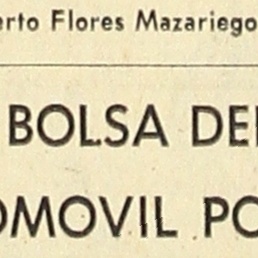 erto Flores Mazariego
BOLSA DE
OMOVIL PO